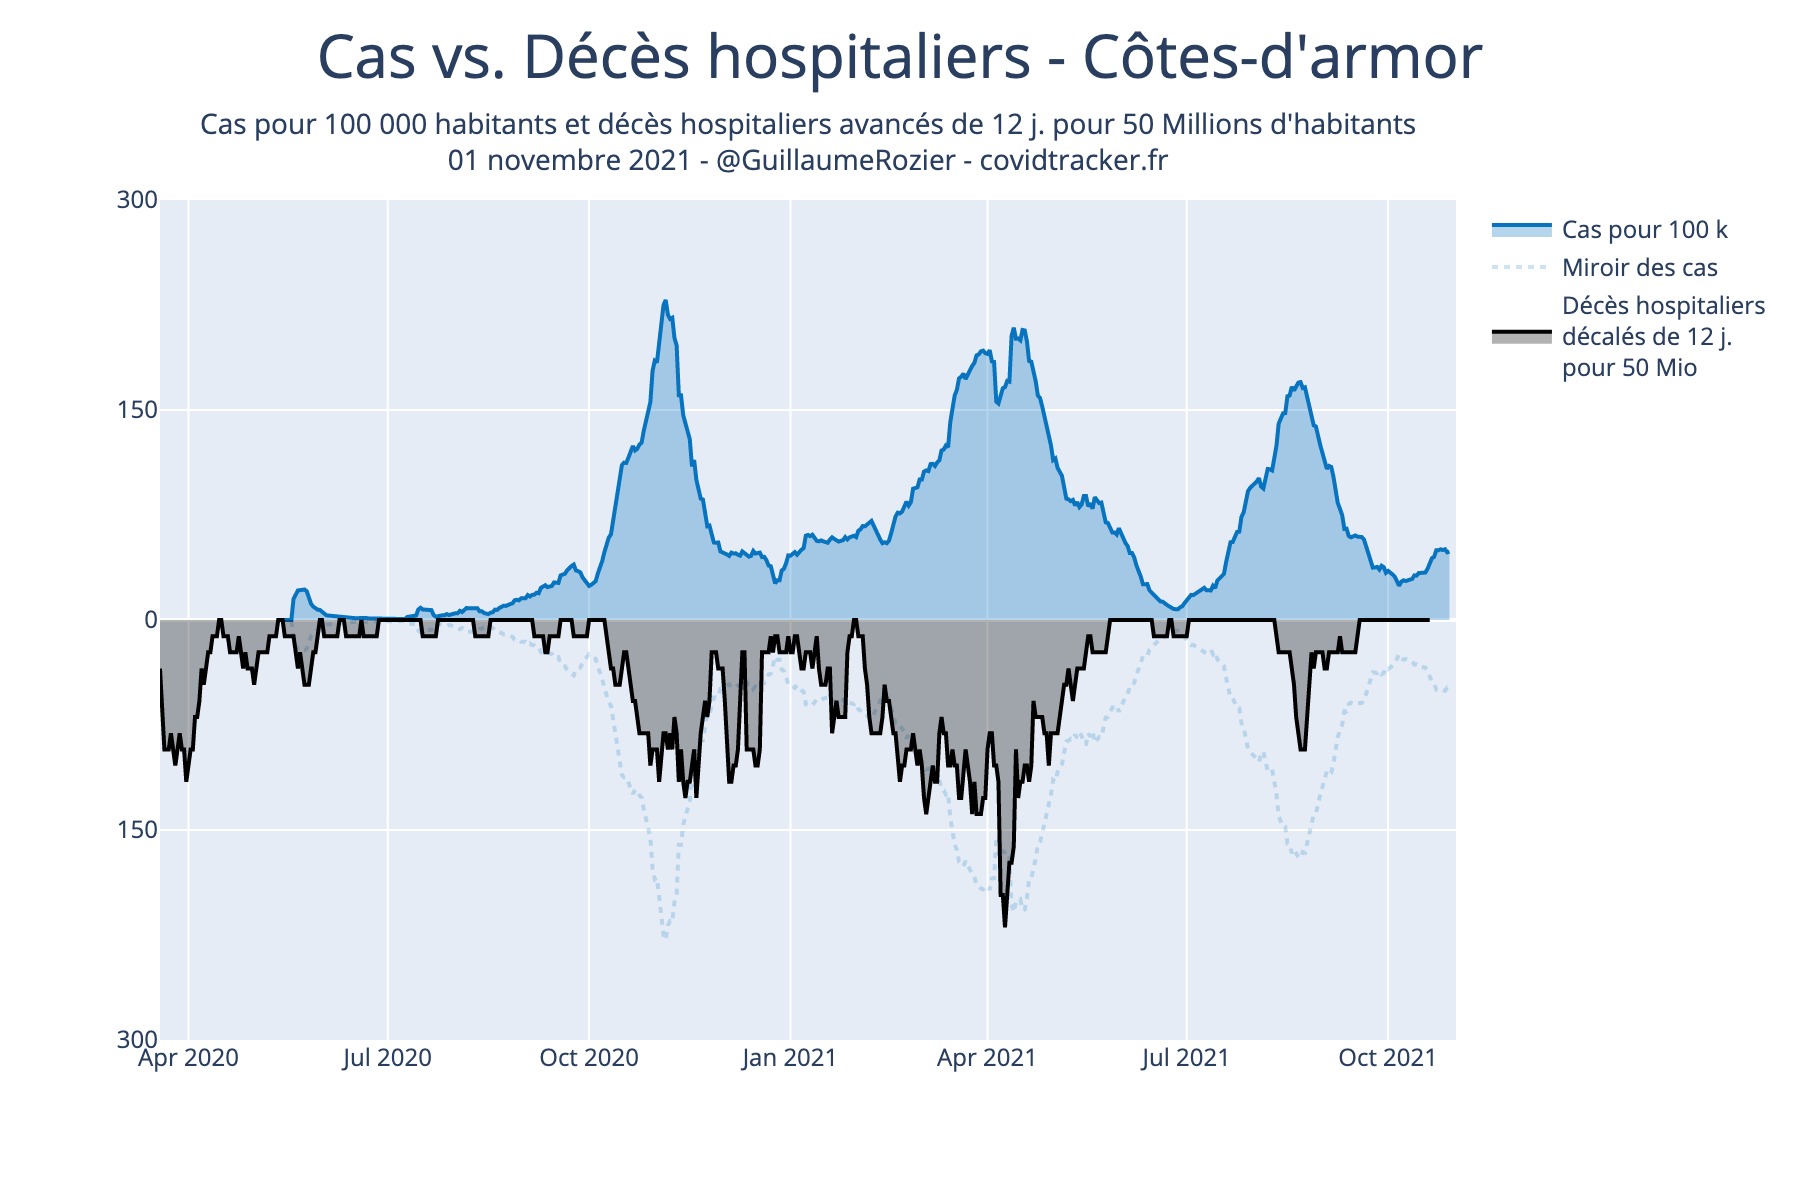 Cas vs. Décès hospitaliers - Côtes-d'armor
Cas pour 100 000 habitants et décès hospitaliers avancés de 12 j. pour 50 Millions d'habitants
01 novembre 2021 - @GuillaumeRozier - covidtracker.fr
300
150
0
150
300
Apr 2020
Jul 2020
Oct 2020
Jan 2021
Apr 2021
Jul 2021
Oct 2021
Cas pour 100 k
Miroir des cas
Décès hospitaliers
décalés de 12 j.
pour 50 Mio